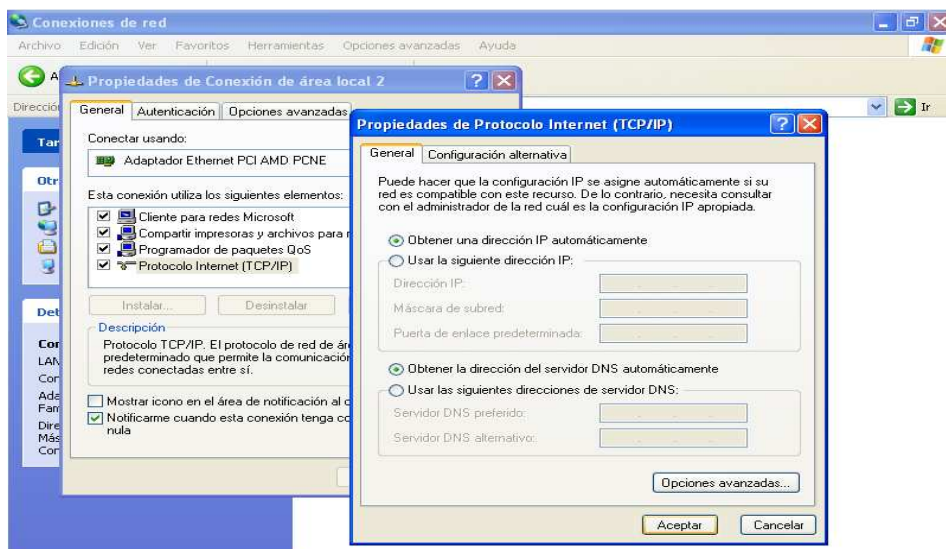 Conexiones de red
Archivo Edición Ver Favoritos Herramientas Opciones avanzadas Ayuda
Ir
Propiedades de Conexión de área local 2
General Autenticación Opciones avanzadas
Conectar usando:
Adaptador Ethernet PCI AMD PCNE
Esta conexión utiliza los siguientes elementos:
Cliente para redes Microsoft
Compartir impresoras y archivos para
Programador de paquetes QoS
Protocolo Internet (TCP/IP)
Instalar... Desinstalar
Descripción
Protocolo TCP/IP. El protocolo de red de
predeterminado que permite la comunicación
redes conectadas entre sí.
Mostrar icono en el área de notificación al
Notificarme cuando esta conexión tenga
nula
Propiedades de Protocolo Internet (TCP/IP)
General Configuración alternativa
Puede hacer que la configuración IP se asigne automáticamente si su
red es compatible con este recurso. De lo contrario, necesita consultar
con el administrador de la red cuál es la configuración IP apropiada.
Obtener una dirección IP automáticamente
Usar la siguiente dirección IP:
Dirección IP:
Máscara de subred:
Puerta de enlace predeterminada:
Obtener la dirección del servidor DNS automáticamente
Usar las siguientes direcciones de servidor DNS:
Servidor DNS preferido:
Servidor DNS alternativo:
Opciones avanzadas...
Aceptar Cancelar